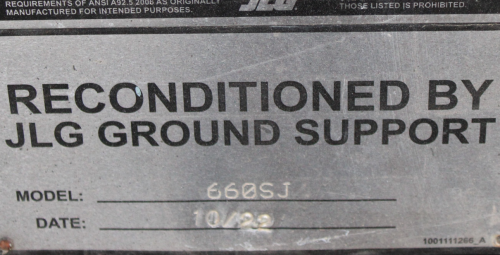 REQUIREMENTS OF ANSI A92.5.2006 AS ORIGINALLY
MANUFACTURED FOR INTENDED PURPOSES.
JLG
THOSE LISTED IS PROHIBITED.
RECONDITIONED BY
JLG GROUND SUPPORT
MODEL: 660SJ
DATE: 10/
1001111266_A